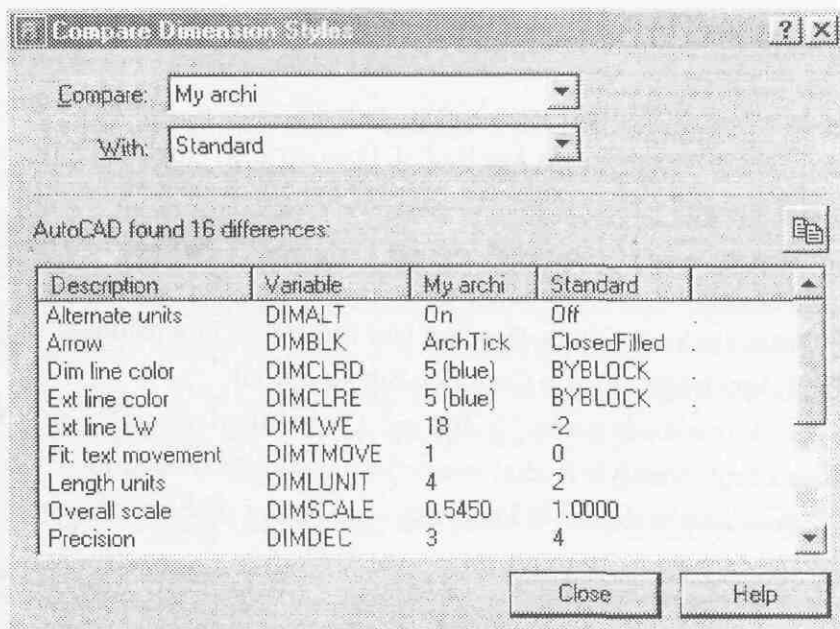 Compare Dimension Styles
Compare: My archi
With: Standard
AutoCAD found 16 differences:
Description Variable My archi Standard
Alternate units DIMALT On Off
Arrow DIMBLK ArchTick ClosedFilled
Dim line color DIMCLRD 5 (blue) BYBLOCK
Ext line color DIMCLRE 5 (blue) BYBLOCK
Ext line LW DIMLWE 18 -2
Fit: text movement DIMTMOVE 1 0
Length units DIMLUNIT 4 2
Overall scale DIMSCALE 0.5450 1.0000
Precision DIMDEC 3 4
Close Help